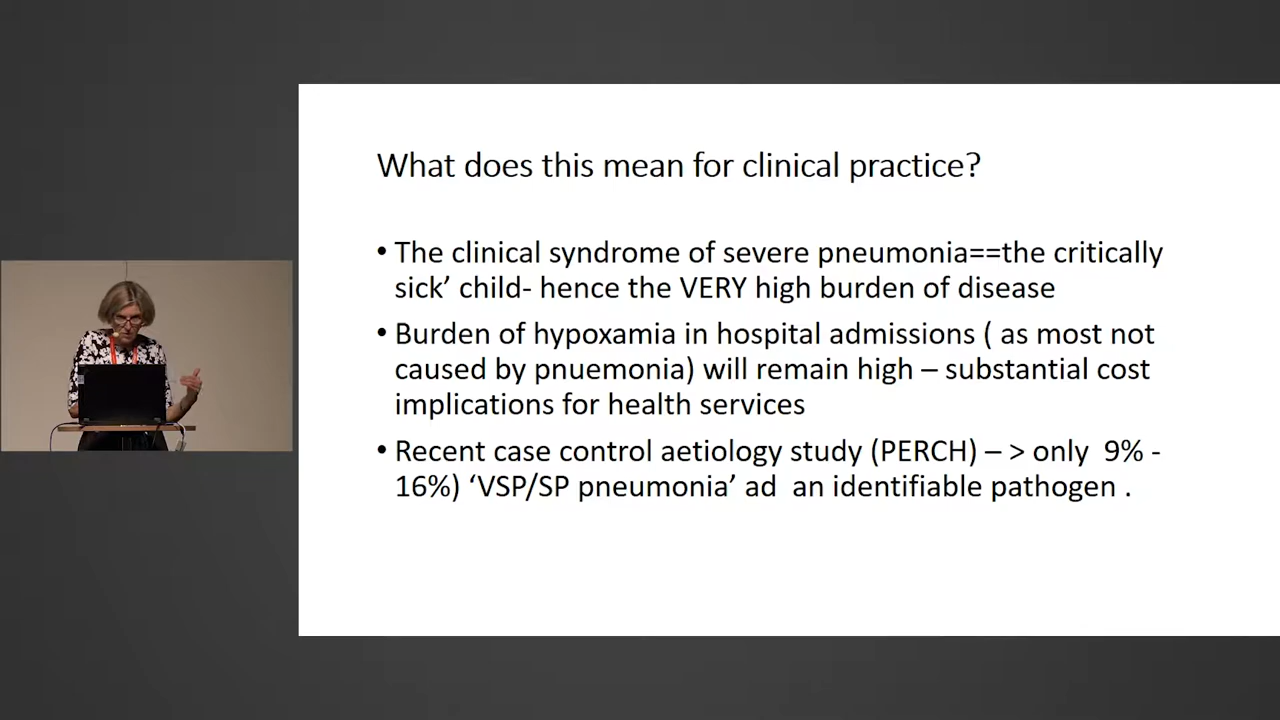 What does this mean for clinical practice?
• The clinical syndrome of severe pneumonia==the critically
sick’ child- hence the VERY high burden of disease
• Burden of hypoxamia in hospital admissions ( as most not
caused by pnuemonia) will remain high – substantial cost
implications for health services
• Recent case control aetiology study (PERCH) – > only 9% -
16%) ‘VSP/SP pneumonia’ ad an identifiable pathogen .